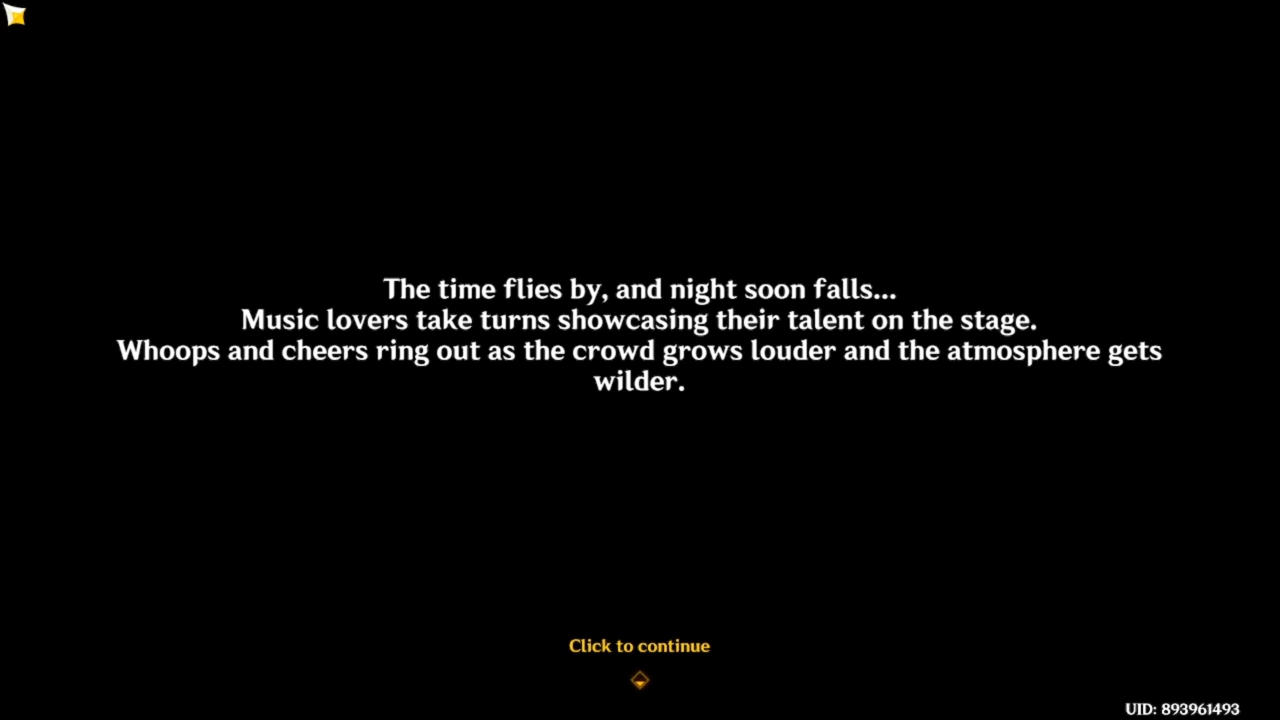 The time flies by, and night soon falls...
Music lovers take turns showcasing their talent on the stage.
Whoops and cheers ring out as the crowd grows louder and the atmosphere gets
wilder.
Click to continue
UID: 893961493